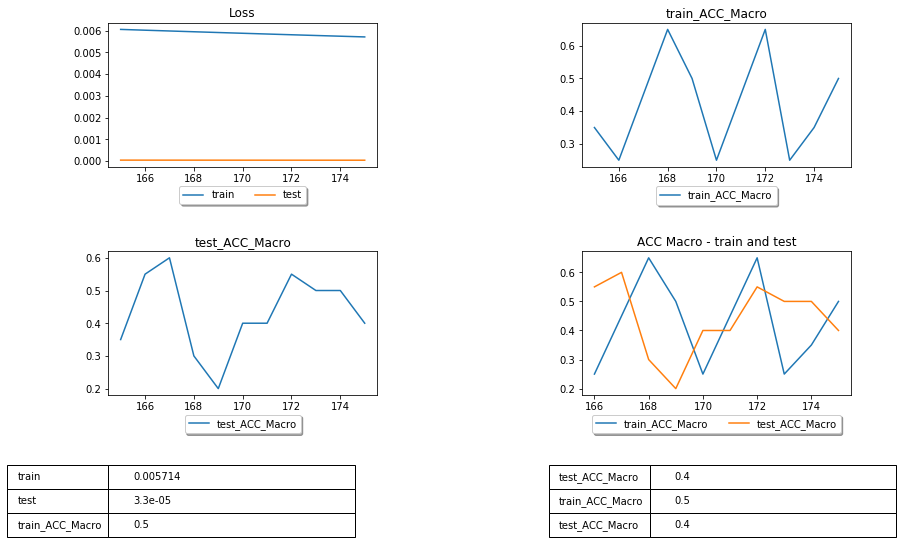 Loss
0.006
0.005
0.004
0.003
0.002
0.001
0.000
166 168 170 172 174
train test
train_ACC_Macro
0.6
0.5
0.4
0.3
166 168 170 172 174
train_ACC_Macro
test_ACC_Macro
0.6
0.5
0.4
0.3
0.2
166 168 170 172 174
test_ACC_Macro
ACC Macro - train and test
0.6
0.5
0.4
0.3
0.2
166 168 170 172 174
train_ACC_Macro test_ACC_Macro
train 0.005714
test 3.3e-05
train_ACC_Macro 0.5
test_ACC_Macro 0.4
train_ACC_Macro 0.5
test_ACC_Macro 0.4